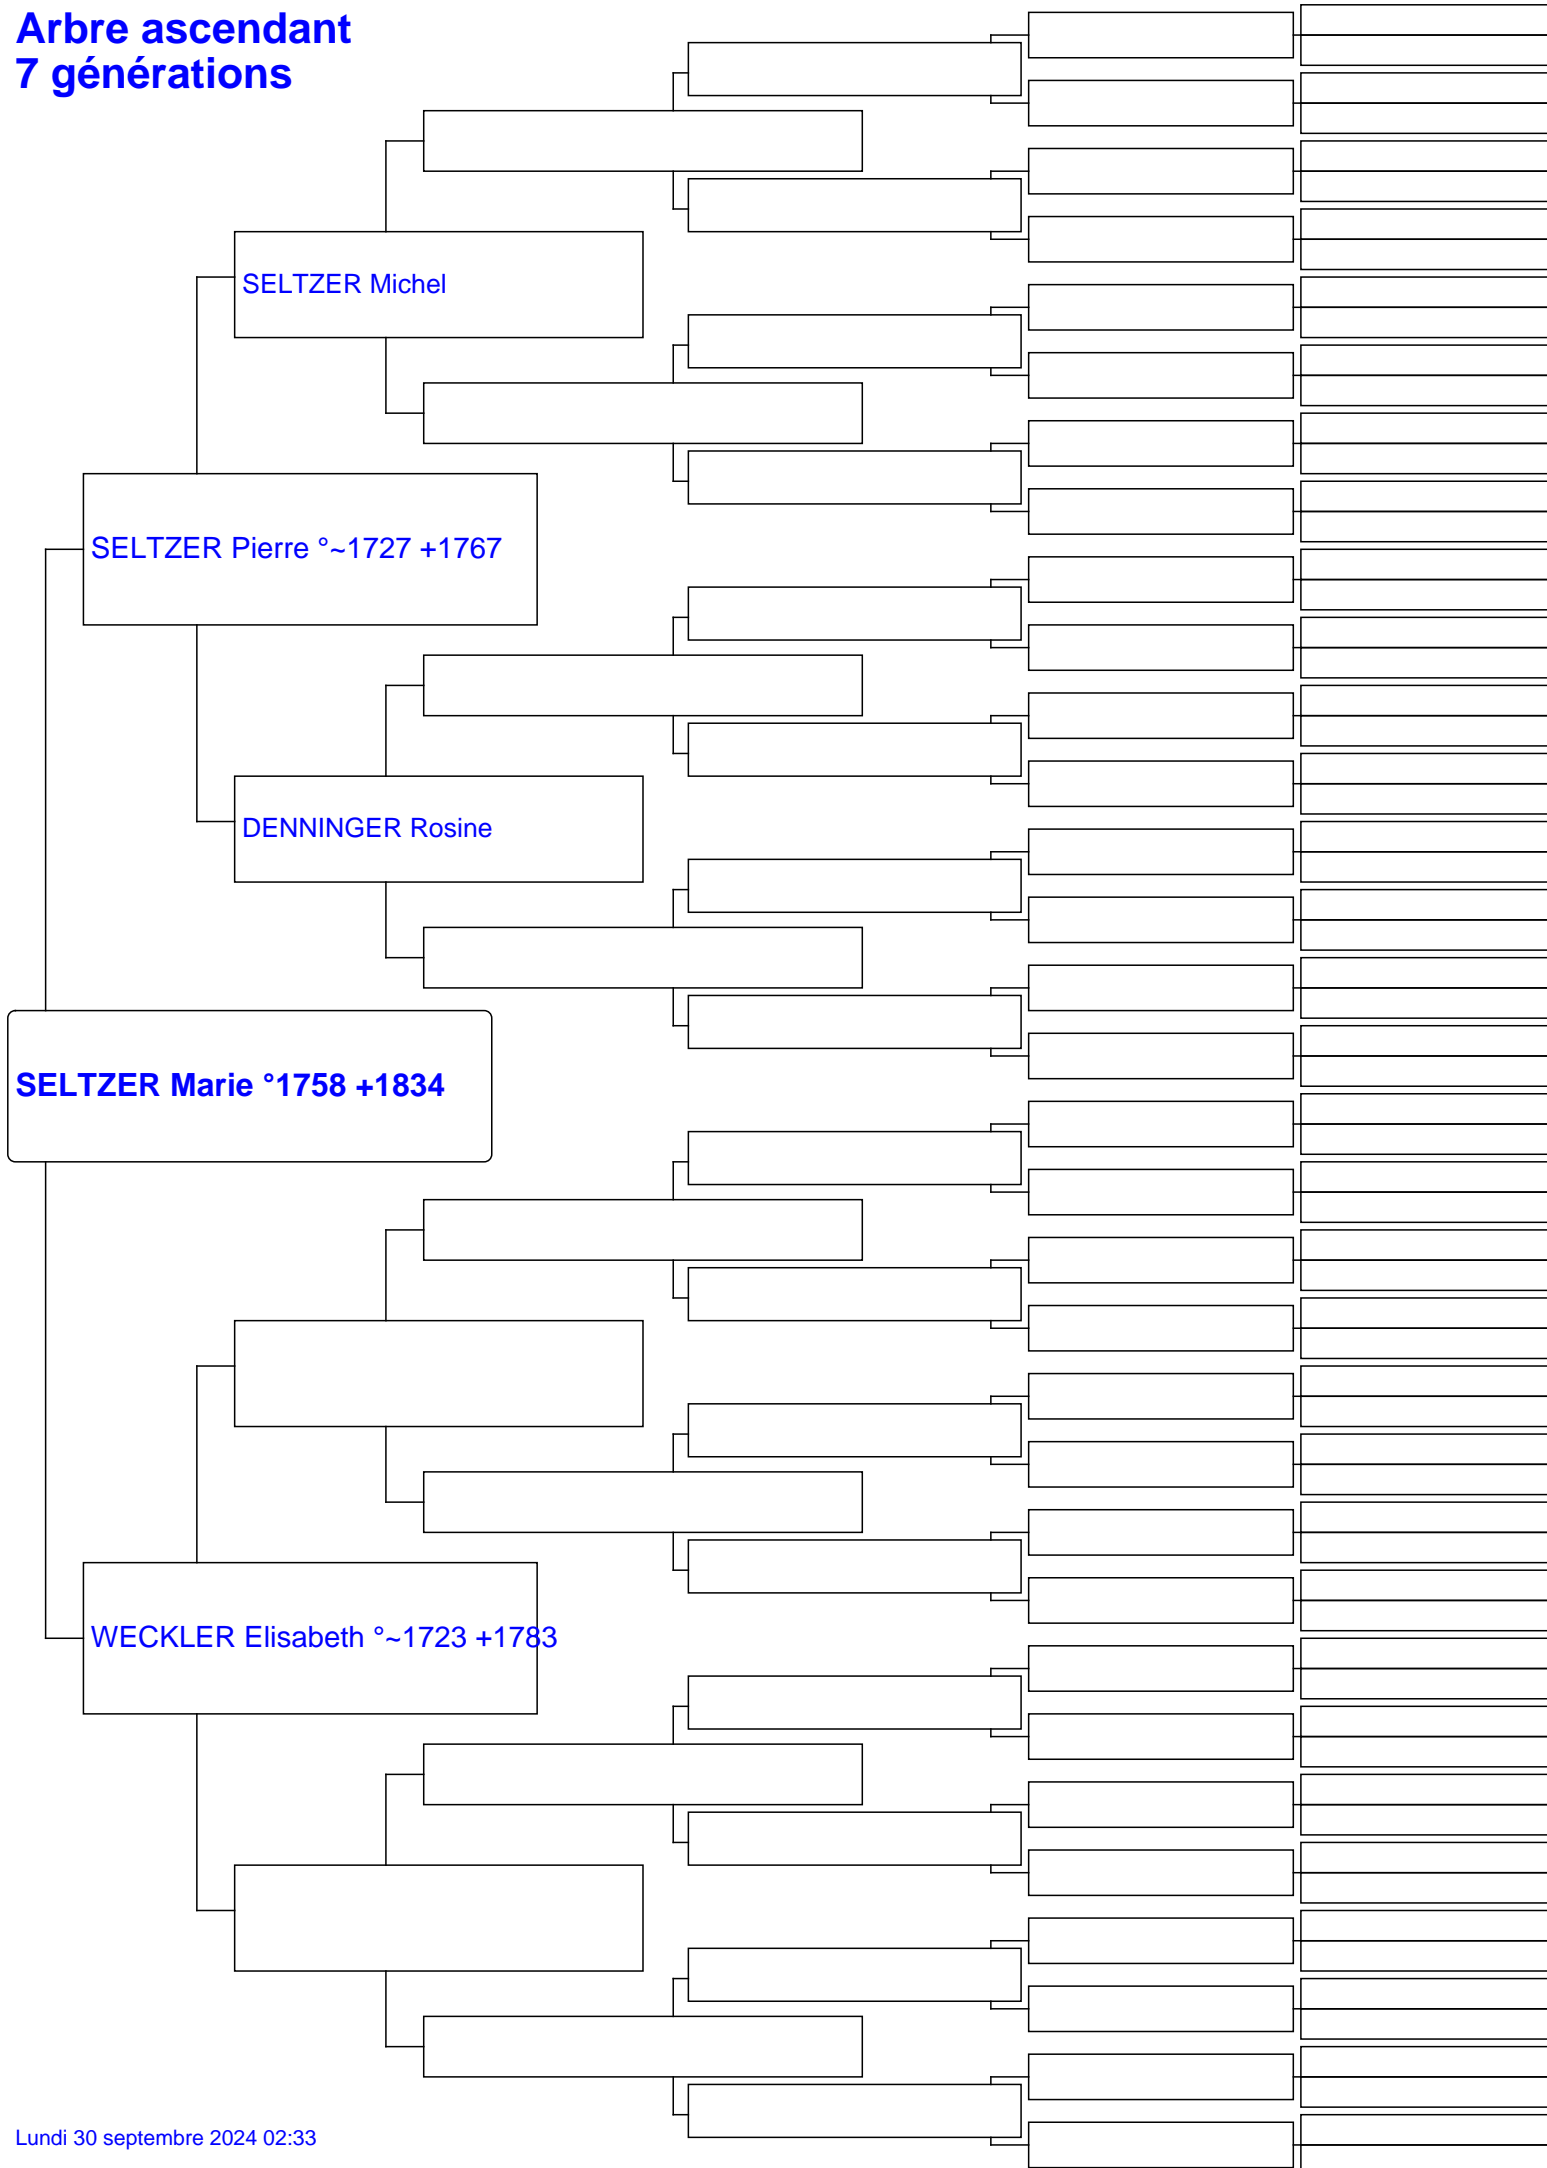 Arbre ascendant
7 générations
SELTZER Michel
SELTZER Pierre °~1727 +1767
DENNINGER Rosine
SELTZER Marie °1758 +1834
WECKLER Elisabeth °~1723 +1783
Lundi 30 septembre 2024 02:33